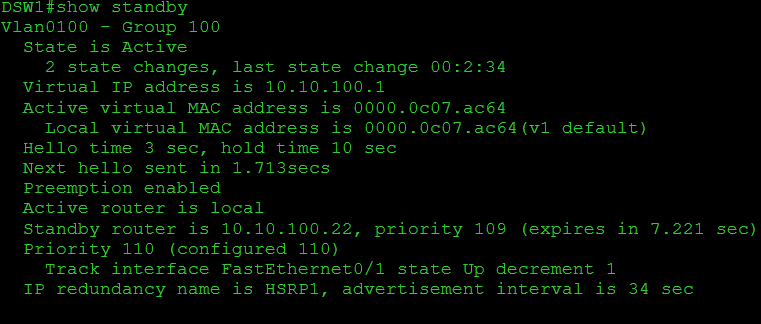 DSW1#show standby
Vlan0100 - Group 100
State is Active
2 state changes, last state change 00:2:34
Virtual IP address is 10.10.100.1
Active virtual MAC address is 0000.0c07.ac64
Local virtual MAC address is 0000.0c07.ac64(v1 default)
Hello time 3 sec, hold time 10 sec
Next hello sent in 1.713secs
Preemption enabled
Active router is local
Standby router is 10.10.100.22, priority 109 (expires in 7.221 sec)
Priority 110 (configured 110)
Track interface FastEthernet0/1 state Up decrement 1
IP redundancy name is HSRP1, advertisement interval is 34 sec